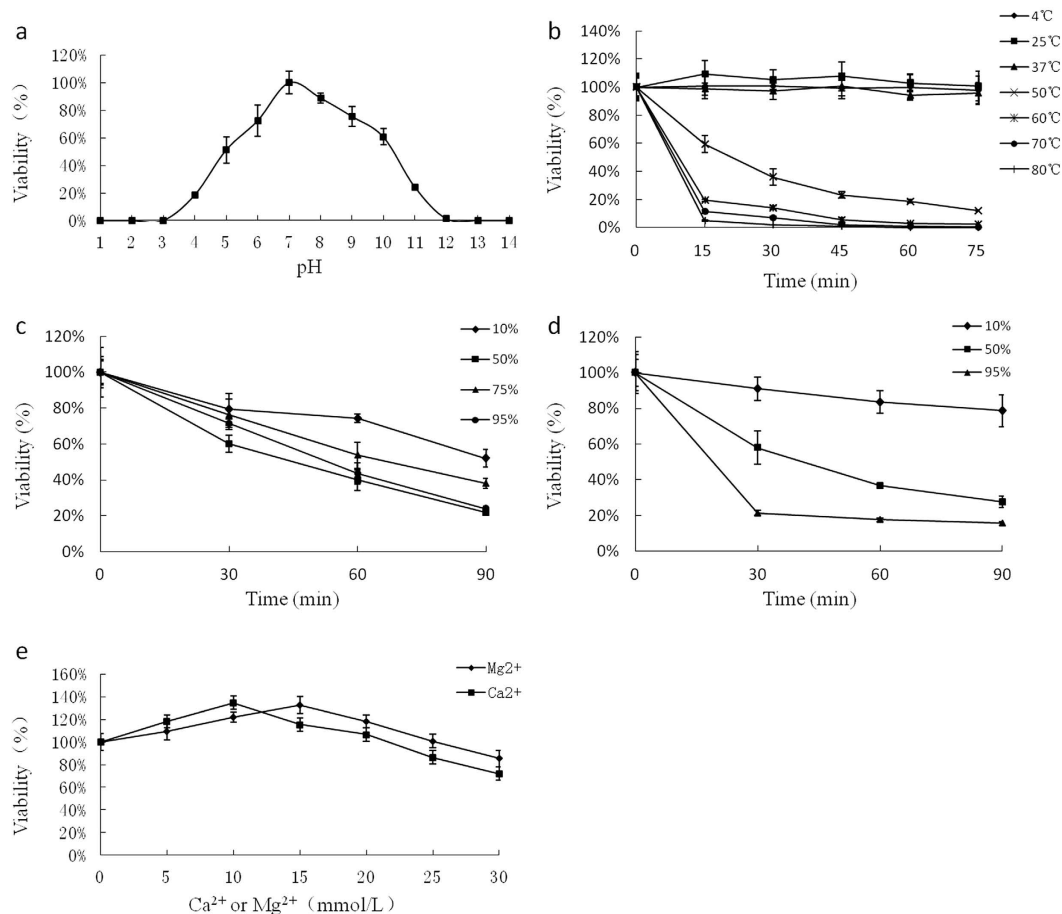 a
120%
100%
80%
60%
40%
20%
0%
Viability (%)
1 2 3 4 5 6 7 8 9 10 11 12 13 14
pH
b
140%
120%
100%
80%
60%
40%
20%
0%
Viability (%)
0 15 30 45 60 75
Time (min)
4℃
25℃
37℃
50℃
60℃
70℃
80℃
c
120%
100%
80%
60%
40%
20%
0%
Viability (%)
0 30 60 90
Time (min)
10%
50%
75%
95%
d
120%
100%
80%
60%
40%
20%
0%
Viability (%)
0 30 60 90
Time (min)
10%
50%
95%
e
160%
140%
120%
100%
80%
60%
40%
20%
0%
Viability (%)
0 5 10 15 20 25 30
Ca²⁺ or Mg²⁺ (mmol/L)
Mg2+
Ca2+